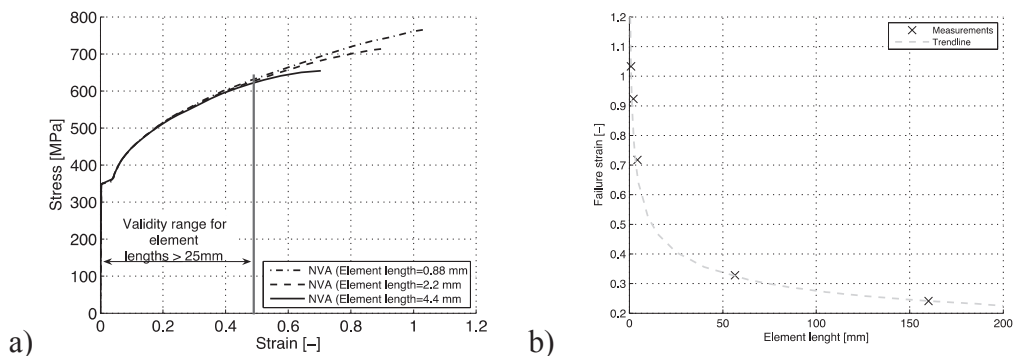 a)
Stress [MPa]
800
700
600
500
400
300
200
100
0
Validity range for
element
lengths > 25mm
NVA (Element length=0.88 mm
NVA (Element length=2.2 mm
NVA (Element length=4.4 mm
0 0.2 0.4 0.6 0.8 1 1.2
Strain [–]
b)
Failure strain [-]
1.2
1.1
1
0.9
0.8
0.7
0.6
0.5
0.4
0.3
0.2
Measurements
Trendline
0 50 100 150 200
Element lenght [mm]